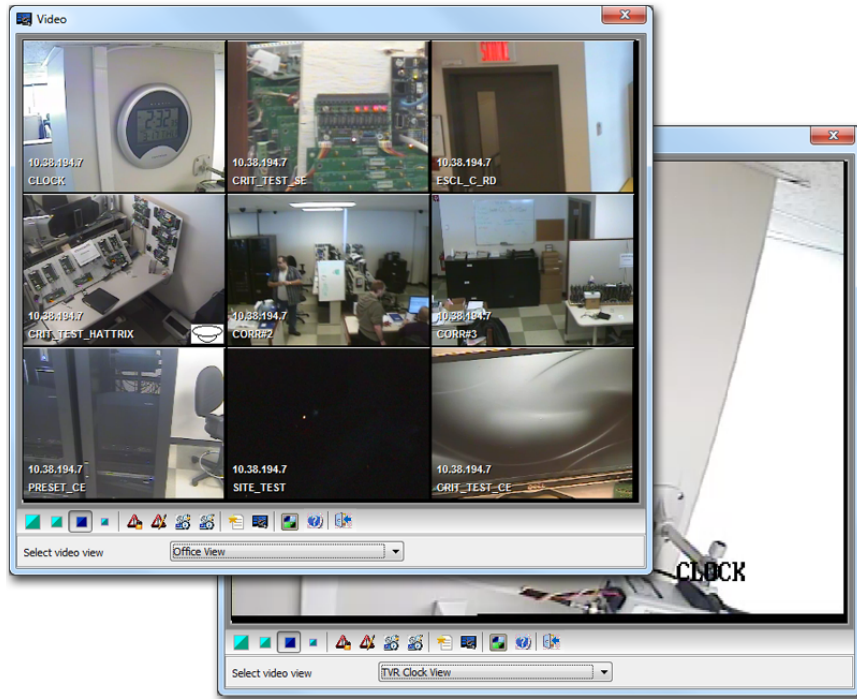 Video
10.38.194.7
CLOCK
10.38.194.7
CRIT_TEST_SE
10.38.194.7
ESCL_C_RD
10.38.194.7
CRIT_TEST_HATTRIX
10.38.194.7
CORR#2
10.38.194.7
CORR#3
10.38.194.7
PRESET_CE
10.38.194.7
SITE_TEST
10.38.194.7
CRIT_TEST_CE
Select video view
Office View
CLOCK
Select video view
TVR Clock View